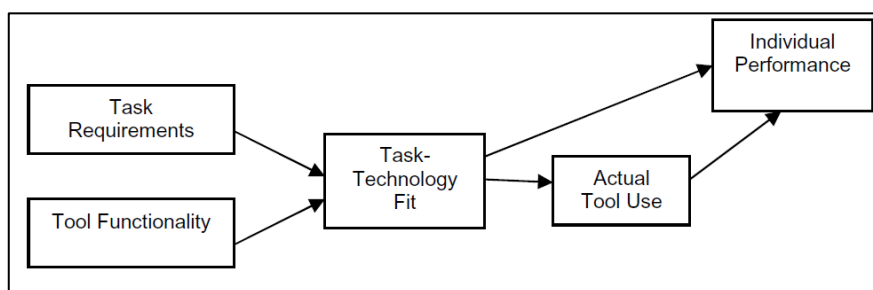 Task
Requirements
Tool Functionality
Task-
Technology
Fit
Actual
Tool Use
Individual
Performance